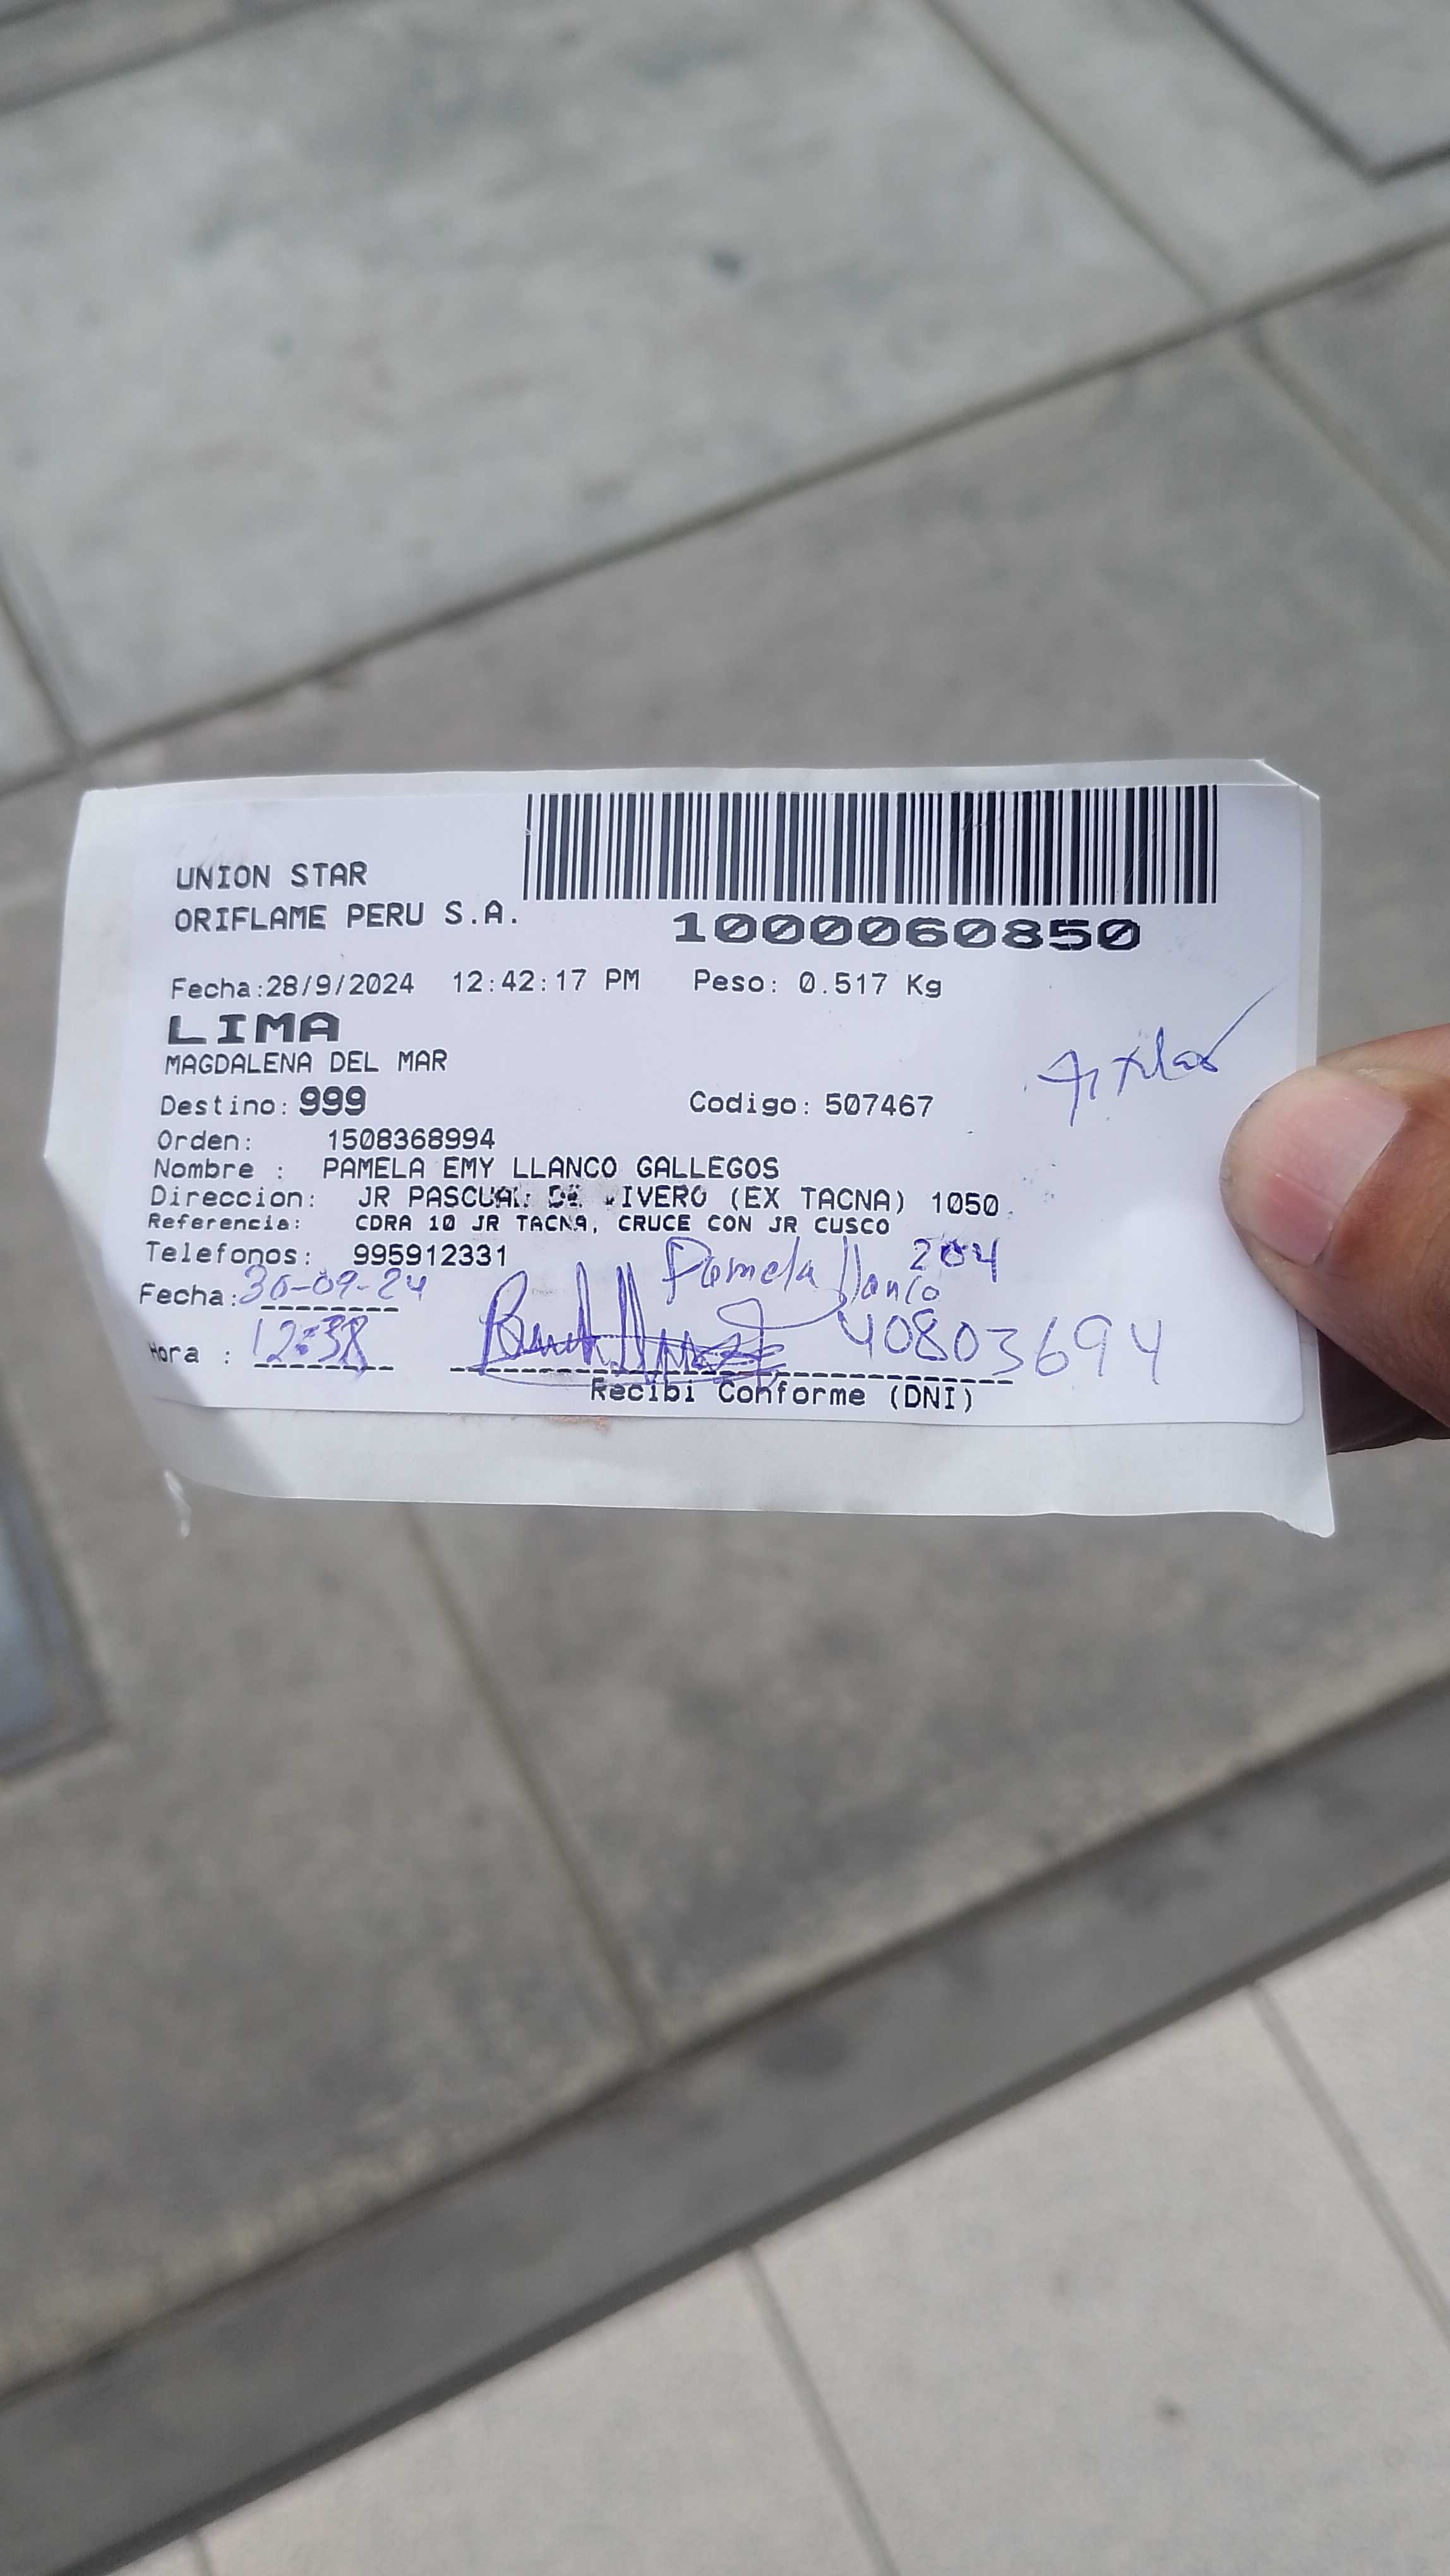 UNION STAR
ORIFLAME PERU S.A.
1000060850
Fecha:28/9/2024 12:42:17 PM Peso: 0.517 Kg
LIMA
MAGDALENA DEL MAR
Destino: 999 Codigo: 507467
Orden: 1508368994
Nombre : PAMELA EMY LLANCO GALLEGOS
Direccion: JR PASCUAL DE VIVERO (EX TACNA) 1050
Referencia: CDRA 10 JR TACNA, CRUCE CON JR CUSCO
Telefonos: 995912331 204
Fecha: 30-09-24 Pamela Llanco
Hora : 12:38 40803694
Recibi Conforme (DNI)